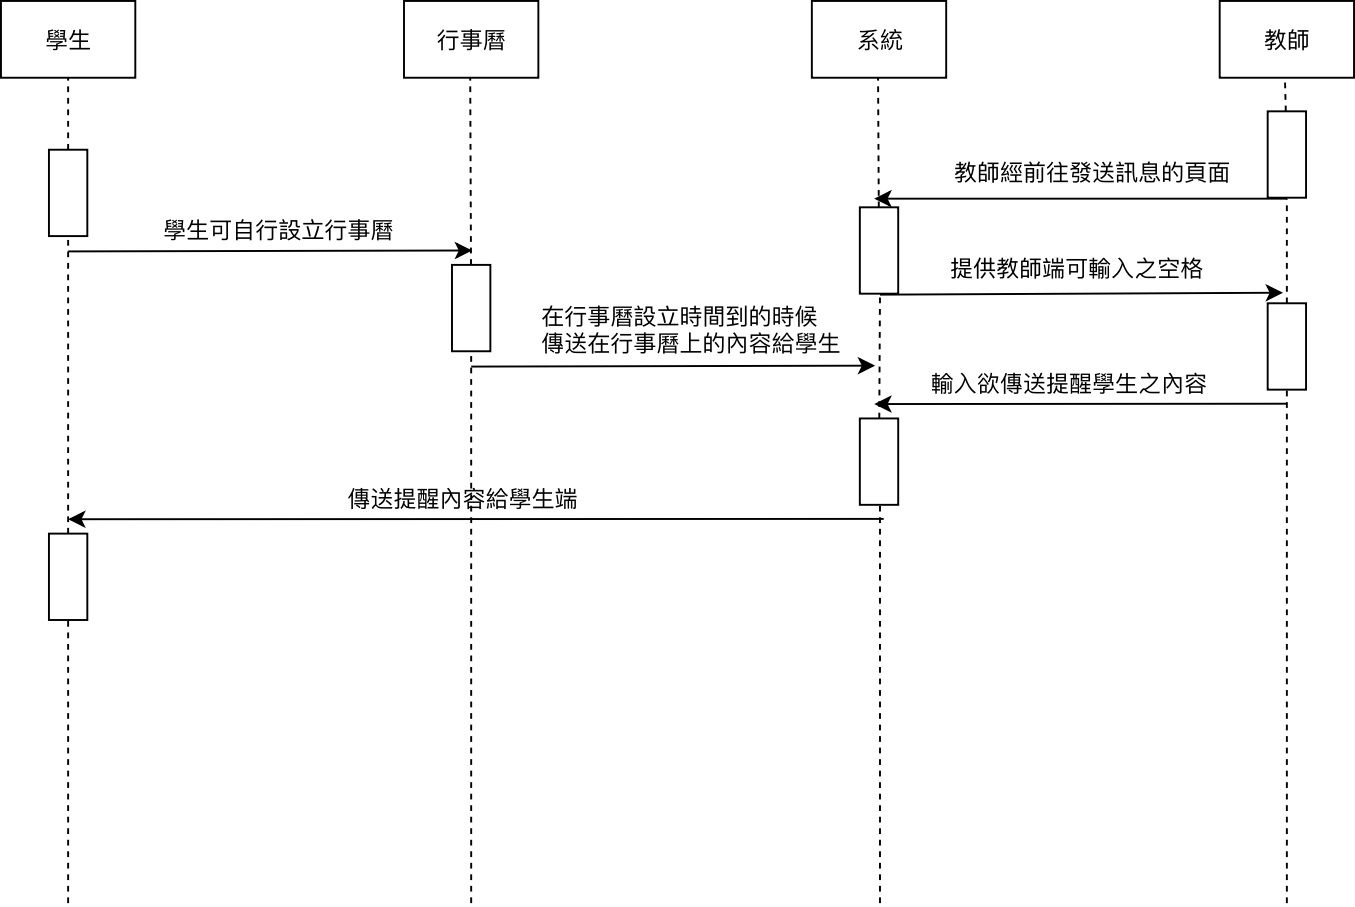 學生
行事曆
系統
教師
教師經前往發送訊息的頁面
學生可自行設立行事曆
提供教師端可輸入之空格
在行事曆設立時間到的時候
傳送在行事曆上的內容給學生
輸入欲傳送提醒學生之內容
傳送提醒內容給學生端